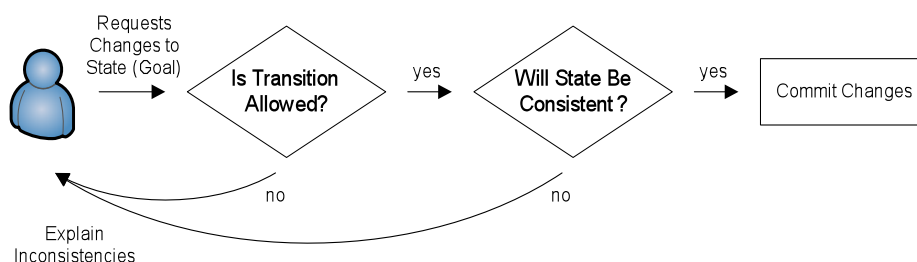 Requests
Changes to
State (Goal)
Is Transition
Allowed?
yes
Will State Be
Consistent?
yes
Commit Changes
no
no
Explain
Inconsistencies